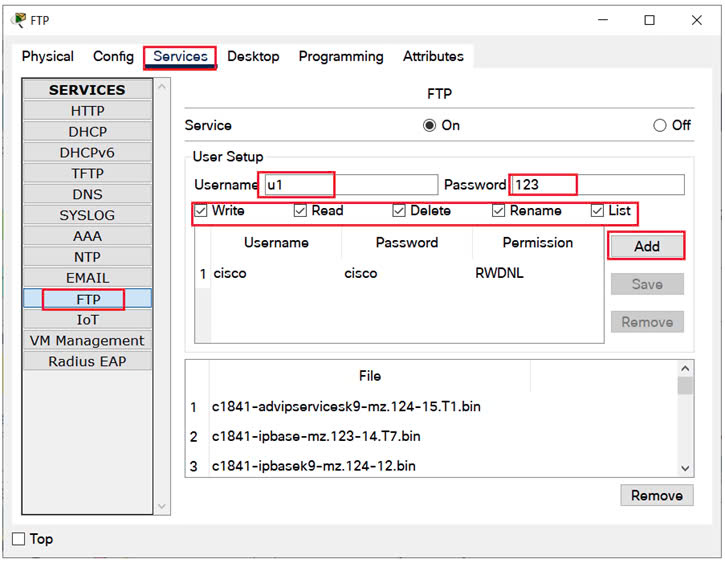 FTP
Physical Config Services Desktop Programming Attributes
SERVICES
HTTP
DHCP
DHCPv6
TFTP
DNS
SYSLOG
AAA
NTP
EMAIL
FTP
IoT
VM Management
Radius EAP
FTP
Service On Off
User Setup
Username u1 Password 123
Write Read Delete Rename List
Username Password Permission
1 cisco cisco RWDNL
Add
Save
Remove
File
1 c1841-advipservicesk9-mz.124-15.T1.bin
2 c1841-ipbase-mz.123-14.T7.bin
3 c1841-ipbasek9-mz.124-12.bin
Remove
Top